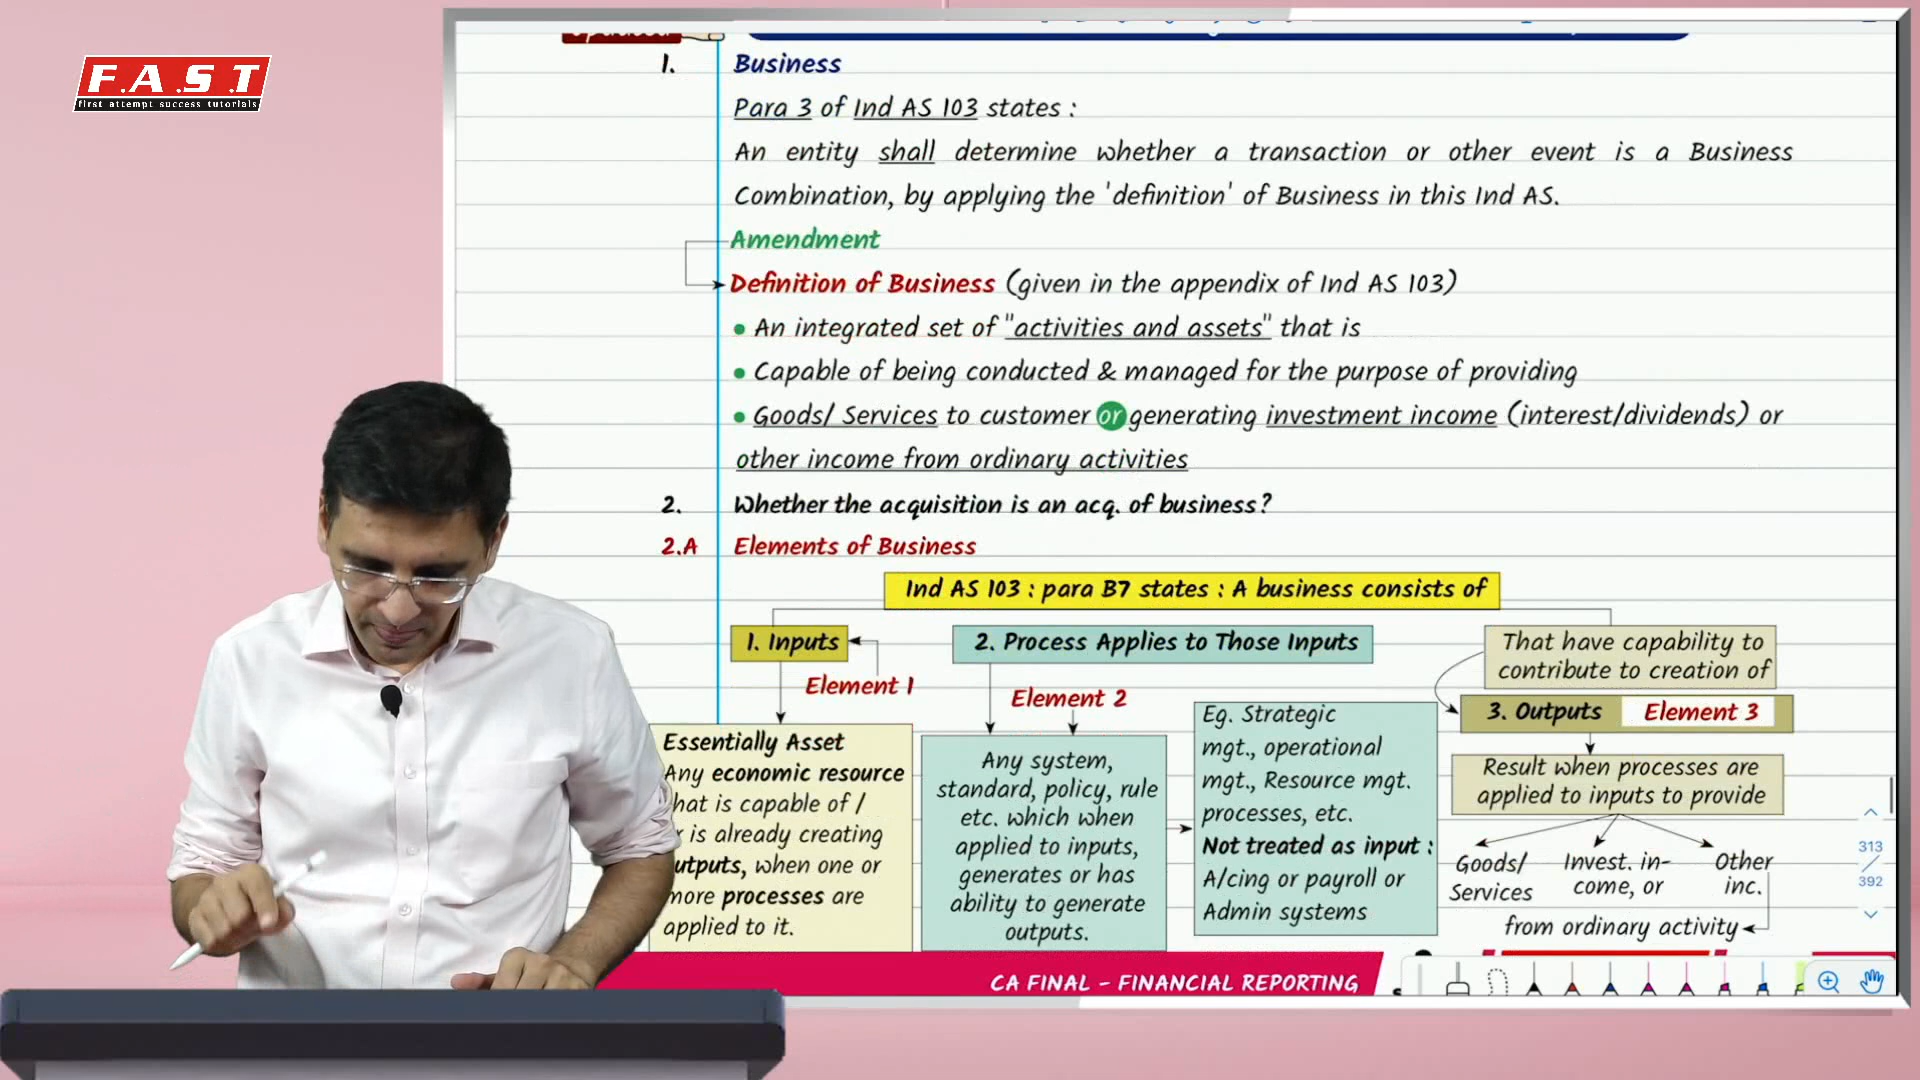 F.A.S.T
first attempt success tutorials
1. Business
Para 3 of Ind AS 103 states :
An entity shall determine whether a transaction or other event is a Business
Combination, by applying the 'definition' of Business in this Ind AS.
Amendment
Definition of Business (given in the appendix of Ind AS 103)
• An integrated set of "activities and assets" that is
• Capable of being conducted & managed for the purpose of providing
• Goods/ Services to customer or generating investment income (interest/dividends) or
other income from ordinary activities
2. Whether the acquisition is an acq. of business?
2.A Elements of Business
Ind AS 103 : para B7 states : A business consists of
1. Inputs
Element 1
Essentially Asset
Any economic resource
hat is capable of /
r is already creating
utputs, when one or
more processes are
applied to it.
2. Process Applies to Those Inputs
Element 2
Any system,
standard, policy, rule
etc. which when
applied to inputs,
generates or has
ability to generate
outputs.
Eg. Strategic
mgt., operational
mgt., Resource mgt.
processes, etc.
Not treated as input :
A/cing or payroll or
Admin systems
That have capability to
contribute to creation of
3. Outputs Element 3
Result when processes are
applied to inputs to provide
Goods/
Services
Invest. in-
come, or
Other
inc.
from ordinary activity
313
392
CA FINAL - FINANCIAL REPORTING